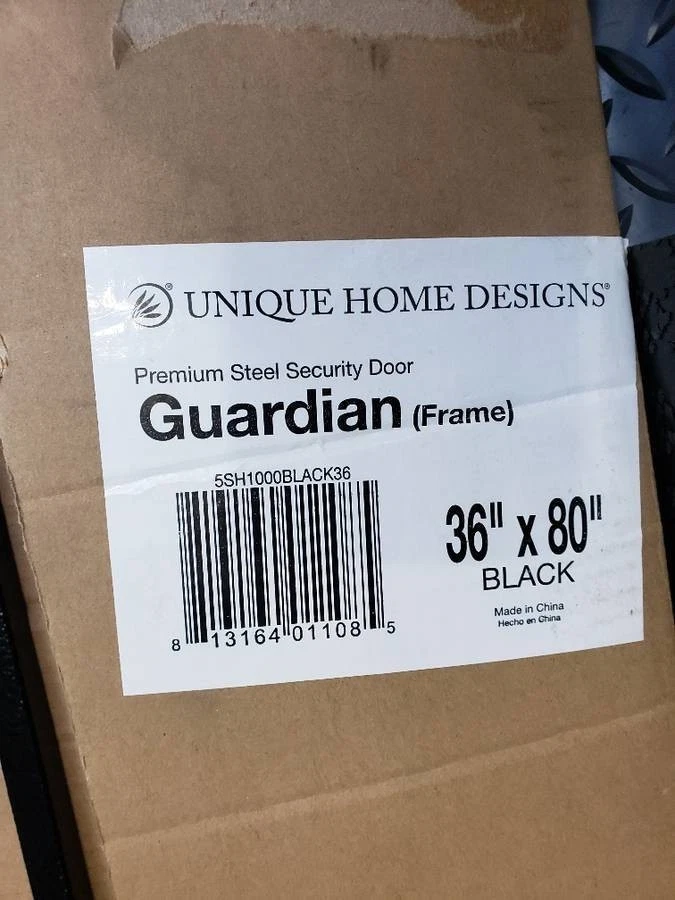 UNIQUE HOME DESIGNS®
Premium Steel Security Door
Guardian (Frame)
5SH1000BLACK36
8 13164 01108 5
36" x 80"
BLACK
Made in China
Hecho en China